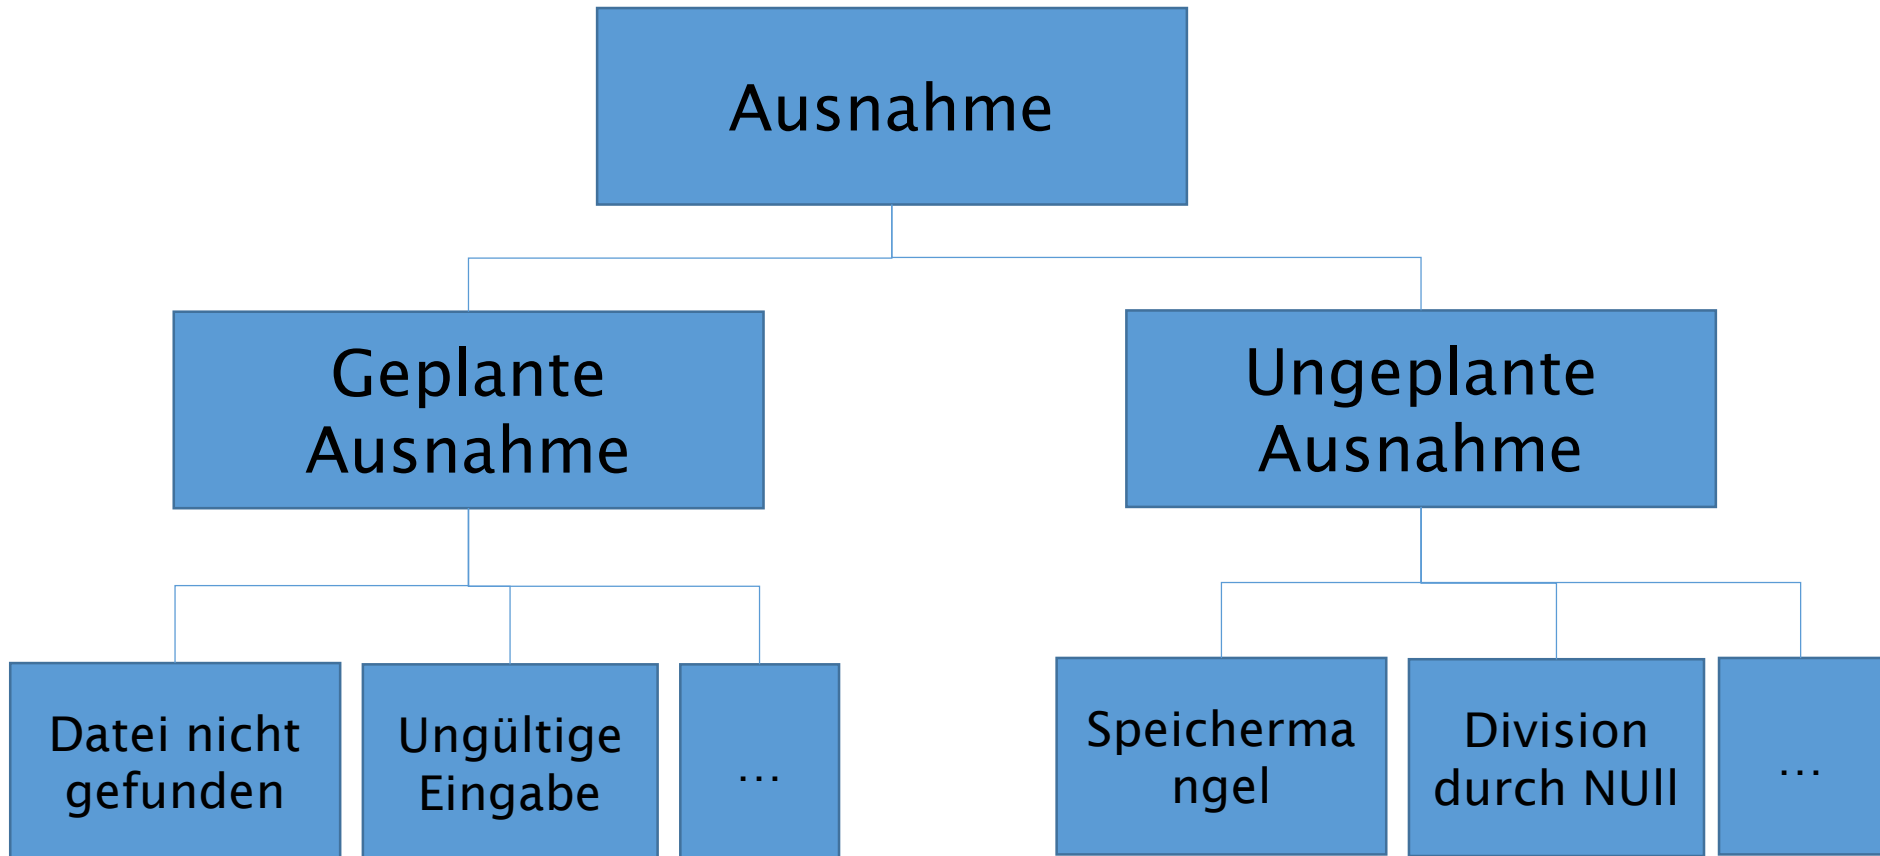 Ausnahme
Geplante
Ausnahme
Ungeplante
Ausnahme
Datei nicht
gefunden
Ungültige
Eingabe
...
Speicherma
ngel
Division
durch NUll
...